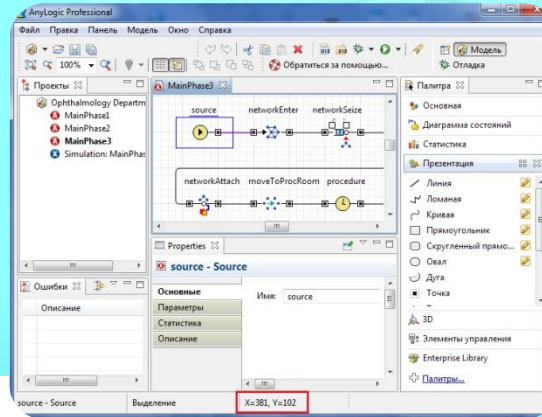 AnyLogic Professional
Файл Правка Панель Модель Окно Справка
Модель
100% Обратиться за помощью... Отладка
Проекты
Ophthalmology Departm
MainPhase1
MainPhase2
MainPhase3
Simulation: MainPhas
MainPhase3
source networkEnter networkSeize
networkAttach moveToProcRoom procedure
Палитра
Основная
Диаграмма состояний
Статистика
Презентация
Линия
Ломаная
Кривая
Прямоугольник
Скругленный прямо...
Овал
Дуга
Точка
3D
Элементы управления
Enterprise Library
Палитры...
Ошибки
Описание
Properties
source - Source
Основные
Параметры
Статистика
Описание
Имя: source
source - Source Выделение X=381, Y=102